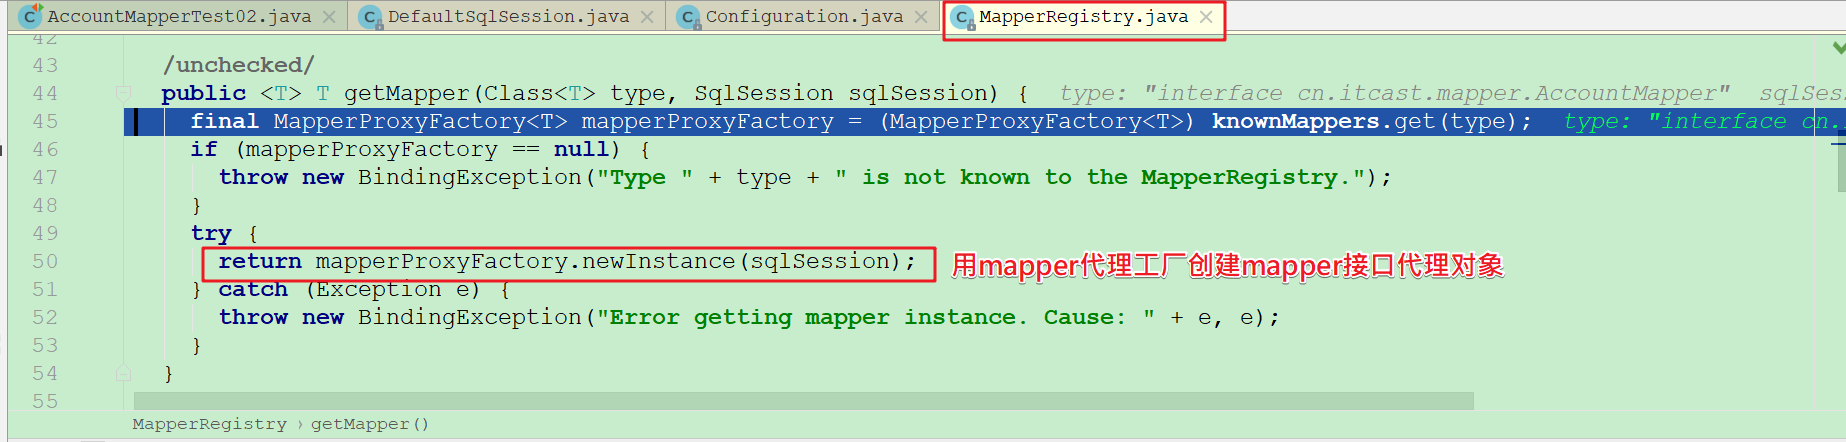 AccountMapperTest02.java DefaultSqlSession.java Configuration.java MapperRegistry.java
42
43 /unchecked/
44 public <T> T getMapper(Class<T> type, SqlSession sqlSession) { type: "interface cn.itcast.mapper.AccountMapper" sqlSes
45 final MapperProxyFactory<T> mapperProxyFactory = (MapperProxyFactory<T>) knownMappers.get(type); type: "interface cn.
46 if (mapperProxyFactory == null) {
47 throw new BindingException("Type " + type + " is not known to the MapperRegistry.");
48 }
49 try {
50 return mapperProxyFactory.newInstance(sqlSession); 用mapper代理工厂创建mapper接口代理对象
51 } catch (Exception e) {
52 throw new BindingException("Error getting mapper instance. Cause: " + e, e);
53 }
54 }
55
MapperRegistry › getMapper()